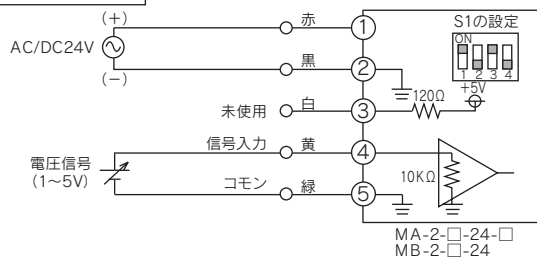 (+)
赤
①
S1の設定
ON
AC/DC24V
1 2 3 4
(−)
黒
②
+5V
120Ω
未使用
白
③
信号入力
黄
④
電圧信号
(1~5V)
10KΩ
コモン
緑
⑤
MA-2-□-24-□
MB-2-□-24